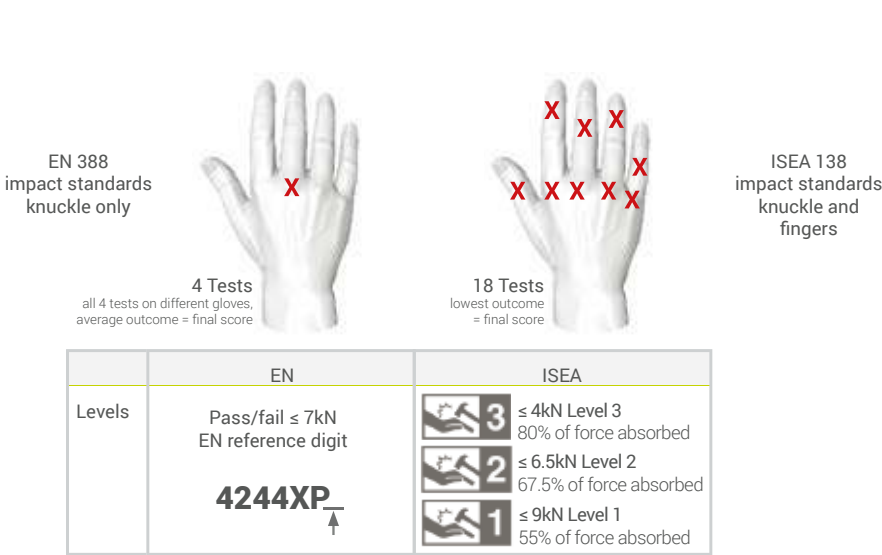 EN 388
impact standards
knuckle only
X
4 Tests
all 4 tests on different gloves,
average outcome = final score
X X X
X
X X X X X
18 Tests
lowest outcome
= final score
ISEA 138
impact standards
knuckle and
fingers
EN ISEA
Levels
Pass/fail ≤ 7kN
EN reference digit
4244XP
3 ≤ 4kN Level 3
80% of force absorbed
2 ≤ 6.5kN Level 2
67.5% of force absorbed
1 ≤ 9kN Level 1
55% of force absorbed